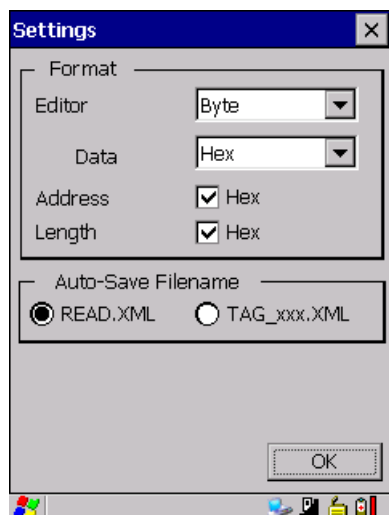 Settings
Format
Editor Byte
Data Hex
Address Hex
Length Hex
Auto-Save Filename
READ.XML TAG_xxx.XML
OK